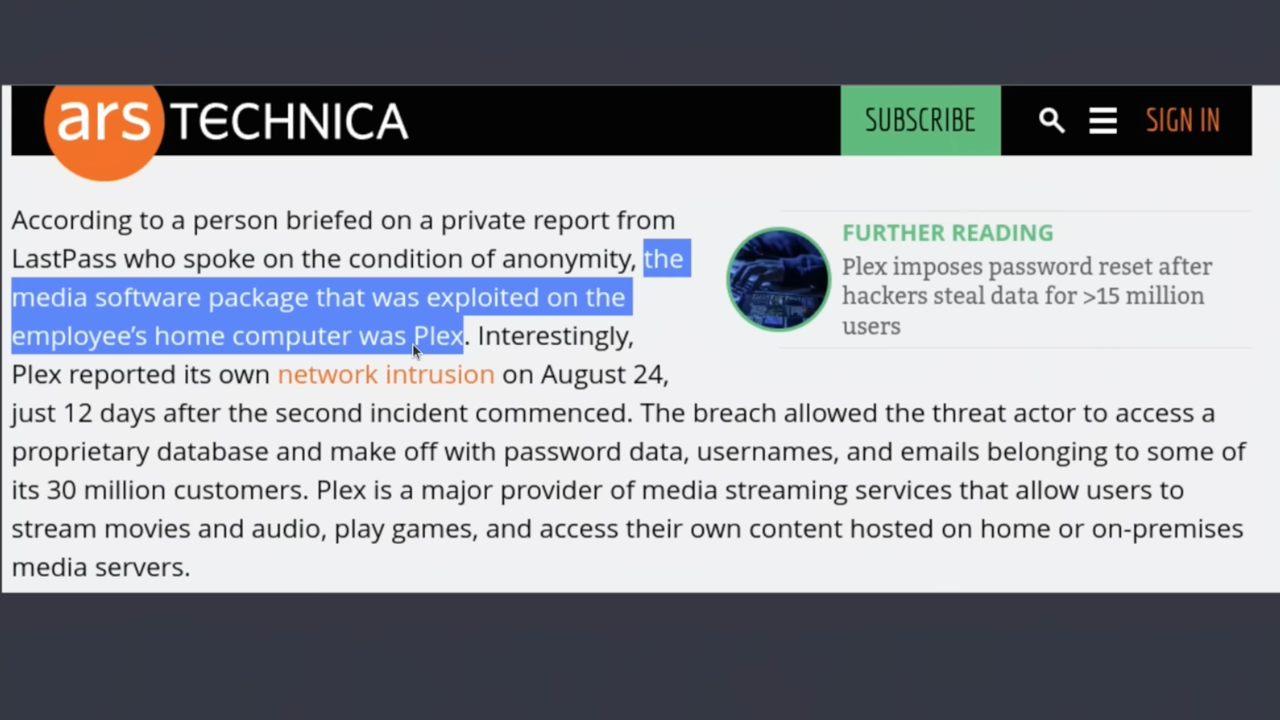 ars TECHNICA
SUBSCRIBE
SIGN IN
According to a person briefed on a private report from
LastPass who spoke on the condition of anonymity, the
media software package that was exploited on the
employee’s home computer was Plex. Interestingly,
Plex reported its own network intrusion on August 24,
just 12 days after the second incident commenced. The breach allowed the threat actor to access a
proprietary database and make off with password data, usernames, and emails belonging to some of
its 30 million customers. Plex is a major provider of media streaming services that allow users to
stream movies and audio, play games, and access their own content hosted on home or on-premises
media servers.
FURTHER READING
Plex imposes password reset after
hackers steal data for >15 million
users